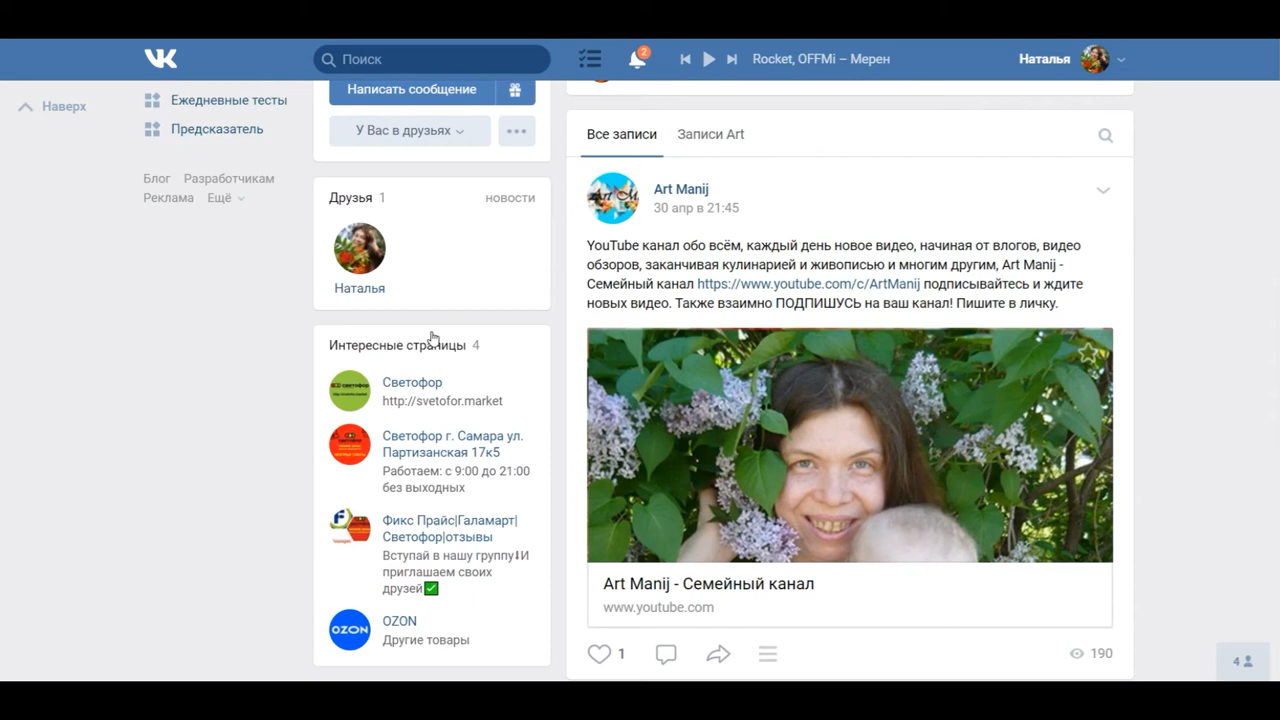 VK
Поиск
2
Rocket, OFFMi – Мерен
Наталья
Наверх
Ежедневные тесты
Предсказатель
Блог Разработчикам
Реклама Ещё
Написать сообщение
У Вас в друзьях
Друзья 1 новости
Наталья
Интересные страницы 4
Светофор
http://svetofor.market
Светофор г. Самара ул.
Партизанская 17к5
Работаем: с 9:00 до 21:00
без выходных
Фикс Прайс|Галамарт|
Светофор|отзывы
Вступай в нашу группу⬇И
приглашаем своих
друзей✅
OZON
OZON
Другие товары
Все записи Записи Art
Art Manij
30 апр в 21:45
YouTube канал обо всём, каждый день новое видео, начиная от влогов, видео
обзоров, заканчивая кулинарией и живописью и многим другим, Art Manij -
Семейный канал https://www.youtube.com/c/ArtManij подписывайтесь и ждите
новых видео. Также взаимно ПОДПИШУСЬ на ваш канал! Пишите в личку.
Art Manij - Семейный канал
www.youtube.com
1
190
4